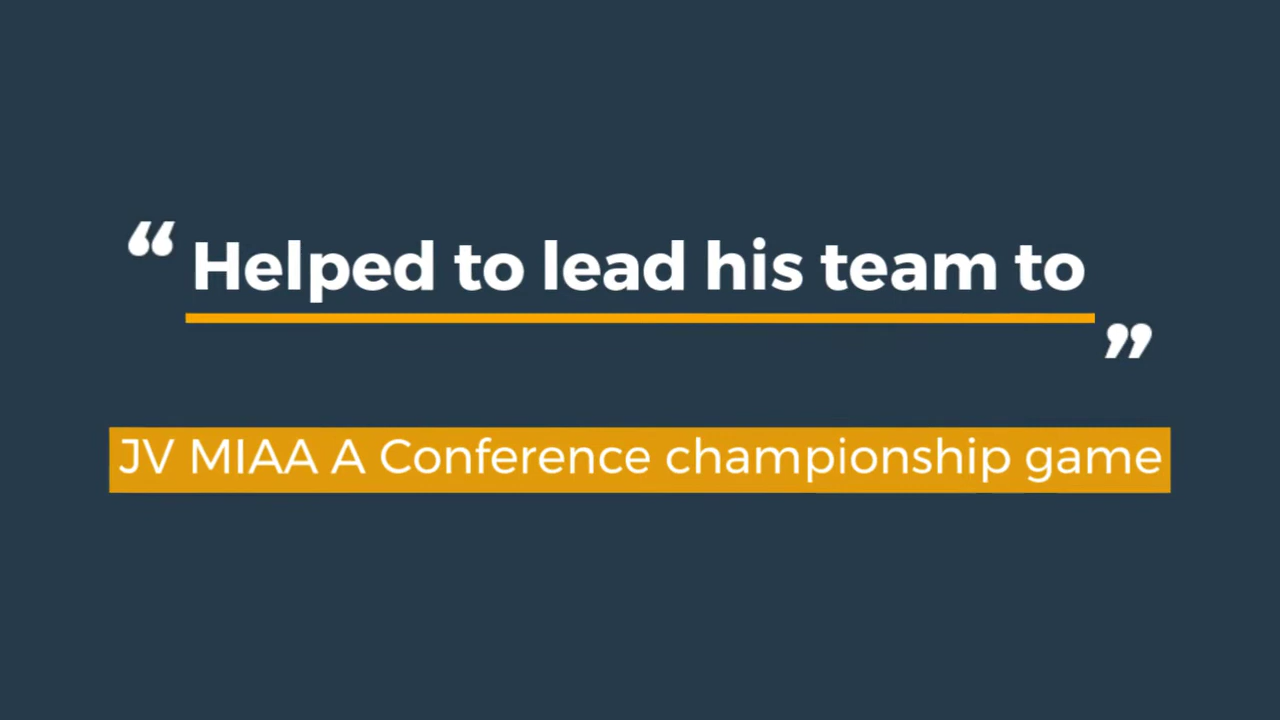 “ Helped to lead his team to ”
JV MIAA A Conference championship game